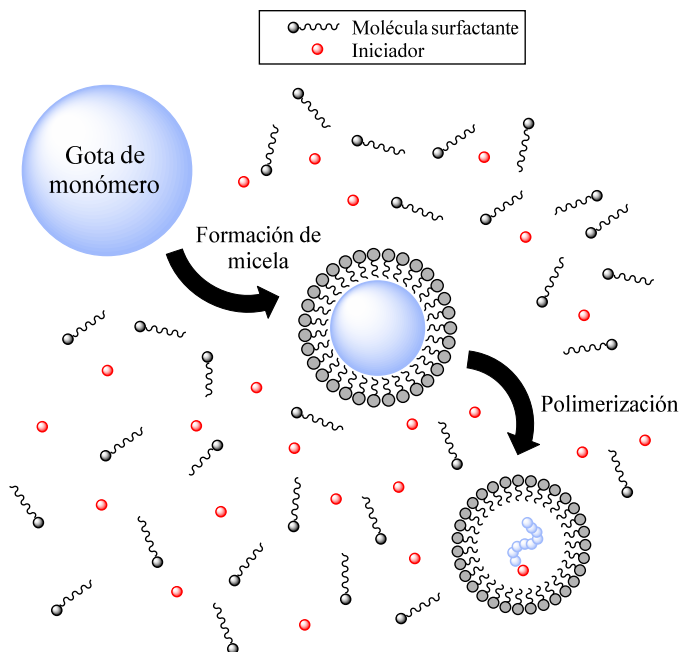 Molécula surfactante
Iniciador
Gota de
monómero
Formación de
micela
Polimerización